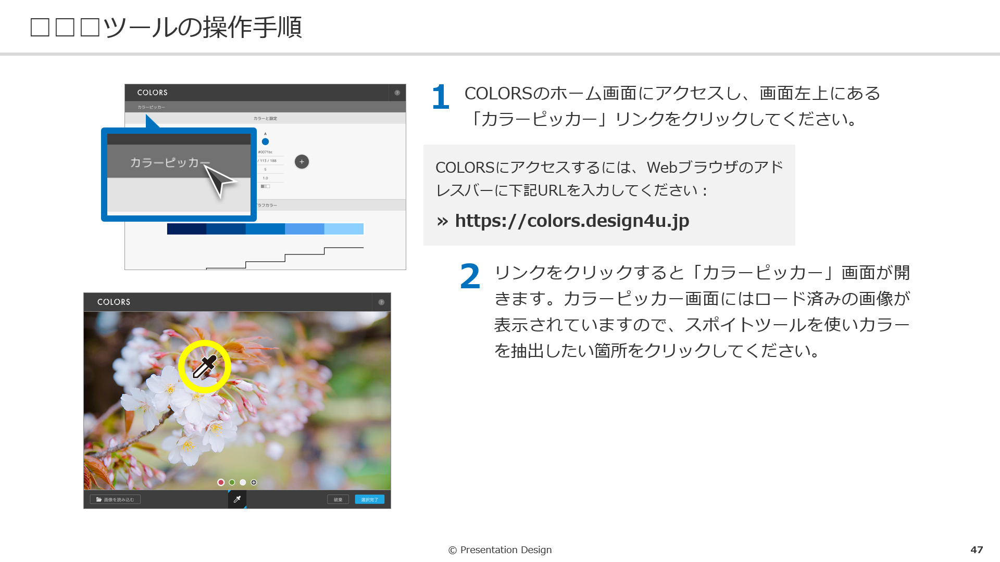 □□□ツールの操作手順
COLORS
?
カラーピッカー
カラーと設定
A
#0071bc
/ 113 / 188
5
1.0
+
カラーピッカー
ラフカラー
1 COLORSのホーム画面にアクセスし、画面左上にある
「カラーピッカー」リンクをクリックしてください。
COLORSにアクセスするには、Webブラウザのアド
レスバーに下記URLを入力してください：
» https://colors.design4u.jp
2 リンクをクリックすると「カラーピッカー」画面が開
きます。カラーピッカー画面にはロード済みの画像が
表示されていますので、スポイトツールを使いカラー
を抽出したい箇所をクリックしてください。
COLORS
?
画像を読み込む
破棄
選択完了
© Presentation Design
47